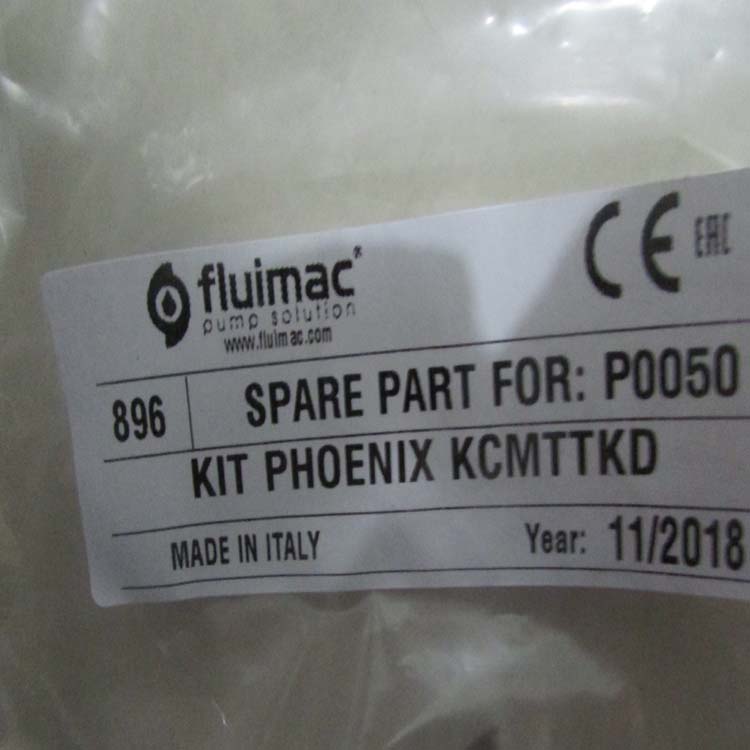 fluimac®
pump solution
www.fluimac.com
CE EAC
896 SPARE PART FOR: P0050
KIT PHOENIX KCMTTKD
MADE IN ITALY Year: 11/2018